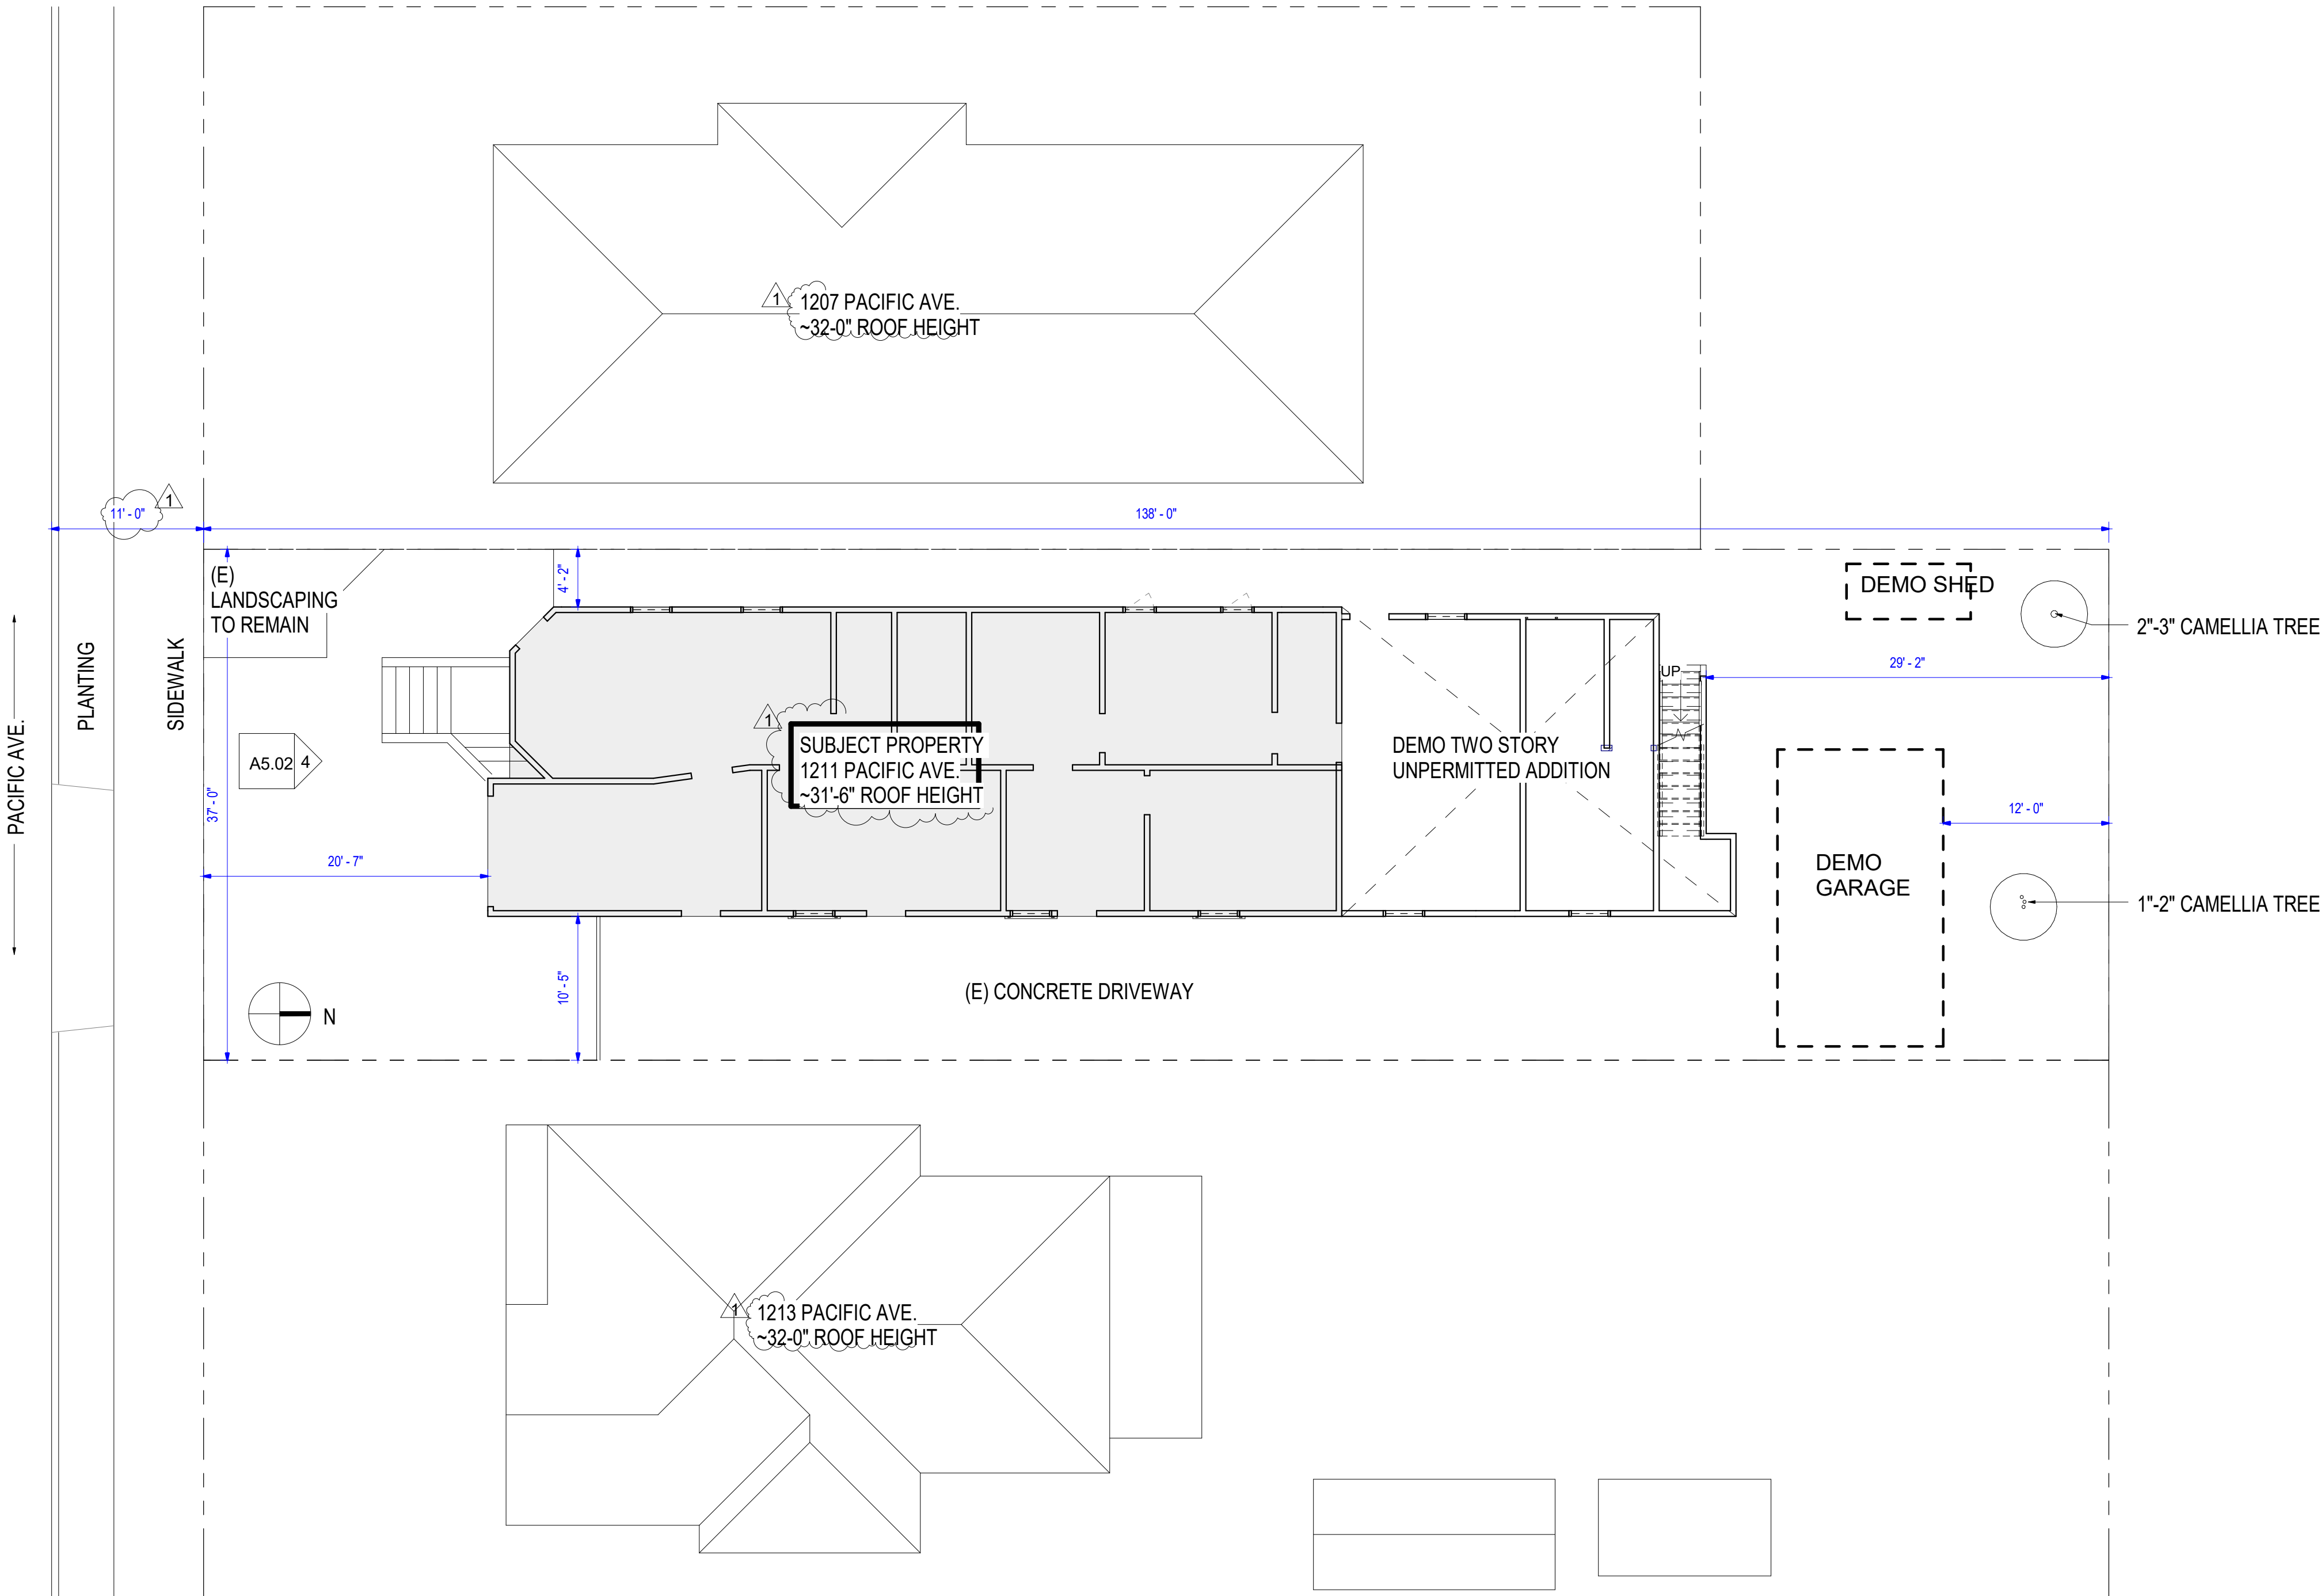 1
1207 PACIFIC AVE.
~32-0" ROOF HEIGHT
1
11' - 0"
138' - 0"
(E)
LANDSCAPING
TO REMAIN
4' - 2"
DEMO SHED
2"-3" CAMELLIA TREE
29' - 2"
UP
PACIFIC AVE.
PLANTING
SIDEWALK
A5.02
4
37' - 0"
1
SUBJECT PROPERTY
1211 PACIFIC AVE.
~31'-6" ROOF HEIGHT
DEMO TWO STORY
UNPERMITTED ADDITION
12' - 0"
20' - 7"
DEMO
GARAGE
1"-2" CAMELLIA TREE
10' - 5"
(E) CONCRETE DRIVEWAY
N
1
1213 PACIFIC AVE.
~32-0" ROOF HEIGHT